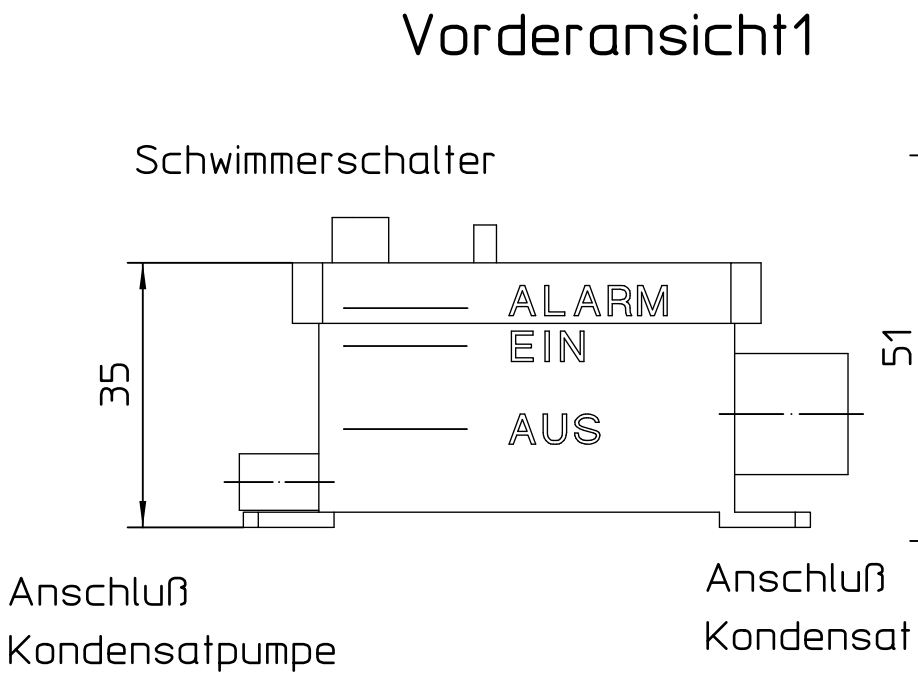 Vorderansicht1
Schwimmerschalter
ALARM
EIN
AUS
35
51
Anschluß
Kondensatpumpe
Anschluß
Kondensat